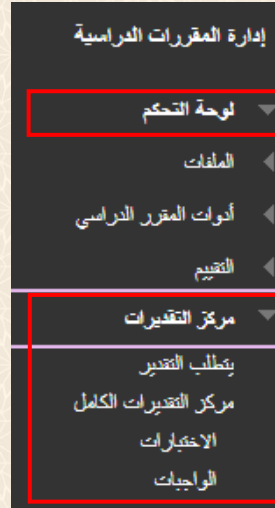 إدارة المقررات الدراسية
لوحة التحكم
الملفات
أدوات المقرر الدراسي
التقييم
مركز التقديرات
يتطلب التقدير
مركز التقديرات الكامل
الاختبارات
الواجبات